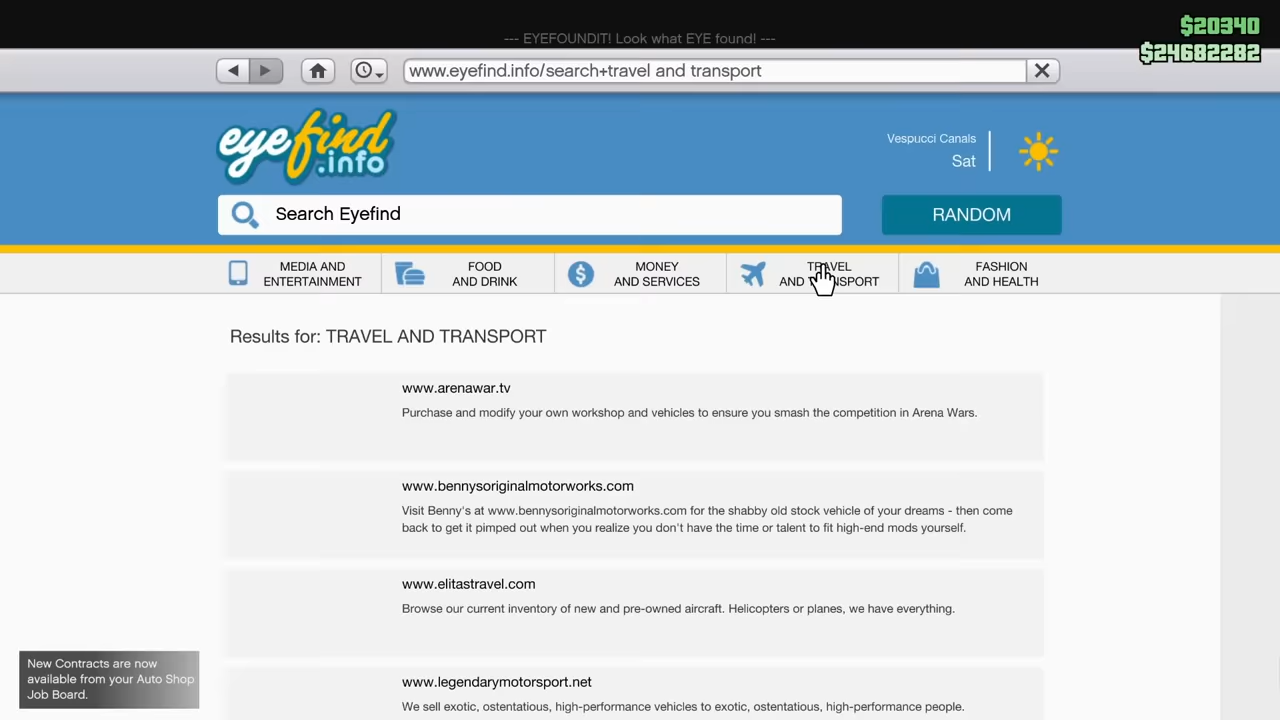 --- EYEFOUNDIT! Look what EYE found! ---
$20340
$24682282
www.eyefind.info/search+travel and transport
eyefind
.info
Vespucci Canals
Sat
Search Eyefind
RANDOM
MEDIA AND
ENTERTAINMENT
FOOD
AND DRINK
MONEY
AND SERVICES
TRAVEL
AND TRANSPORT
FASHION
AND HEALTH
Results for: TRAVEL AND TRANSPORT
www.arenawar.tv
Purchase and modify your own workshop and vehicles to ensure you smash the competition in Arena Wars.
www.bennysoriginalmotorworks.com
Visit Benny's at www.bennysoriginalmotorworks.com for the shabby old stock vehicle of your dreams - then come
back to get it pimped out when you realize you don't have the time or talent to fit high-end mods yourself.
www.elitastravel.com
Browse our current inventory of new and pre-owned aircraft. Helicopters or planes, we have everything.
www.legendarymotorsport.net
We sell exotic, ostentatious, high-performance vehicles to exotic, ostentatious, high-performance people.
New Contracts are now
available from your Auto Shop
Job Board.